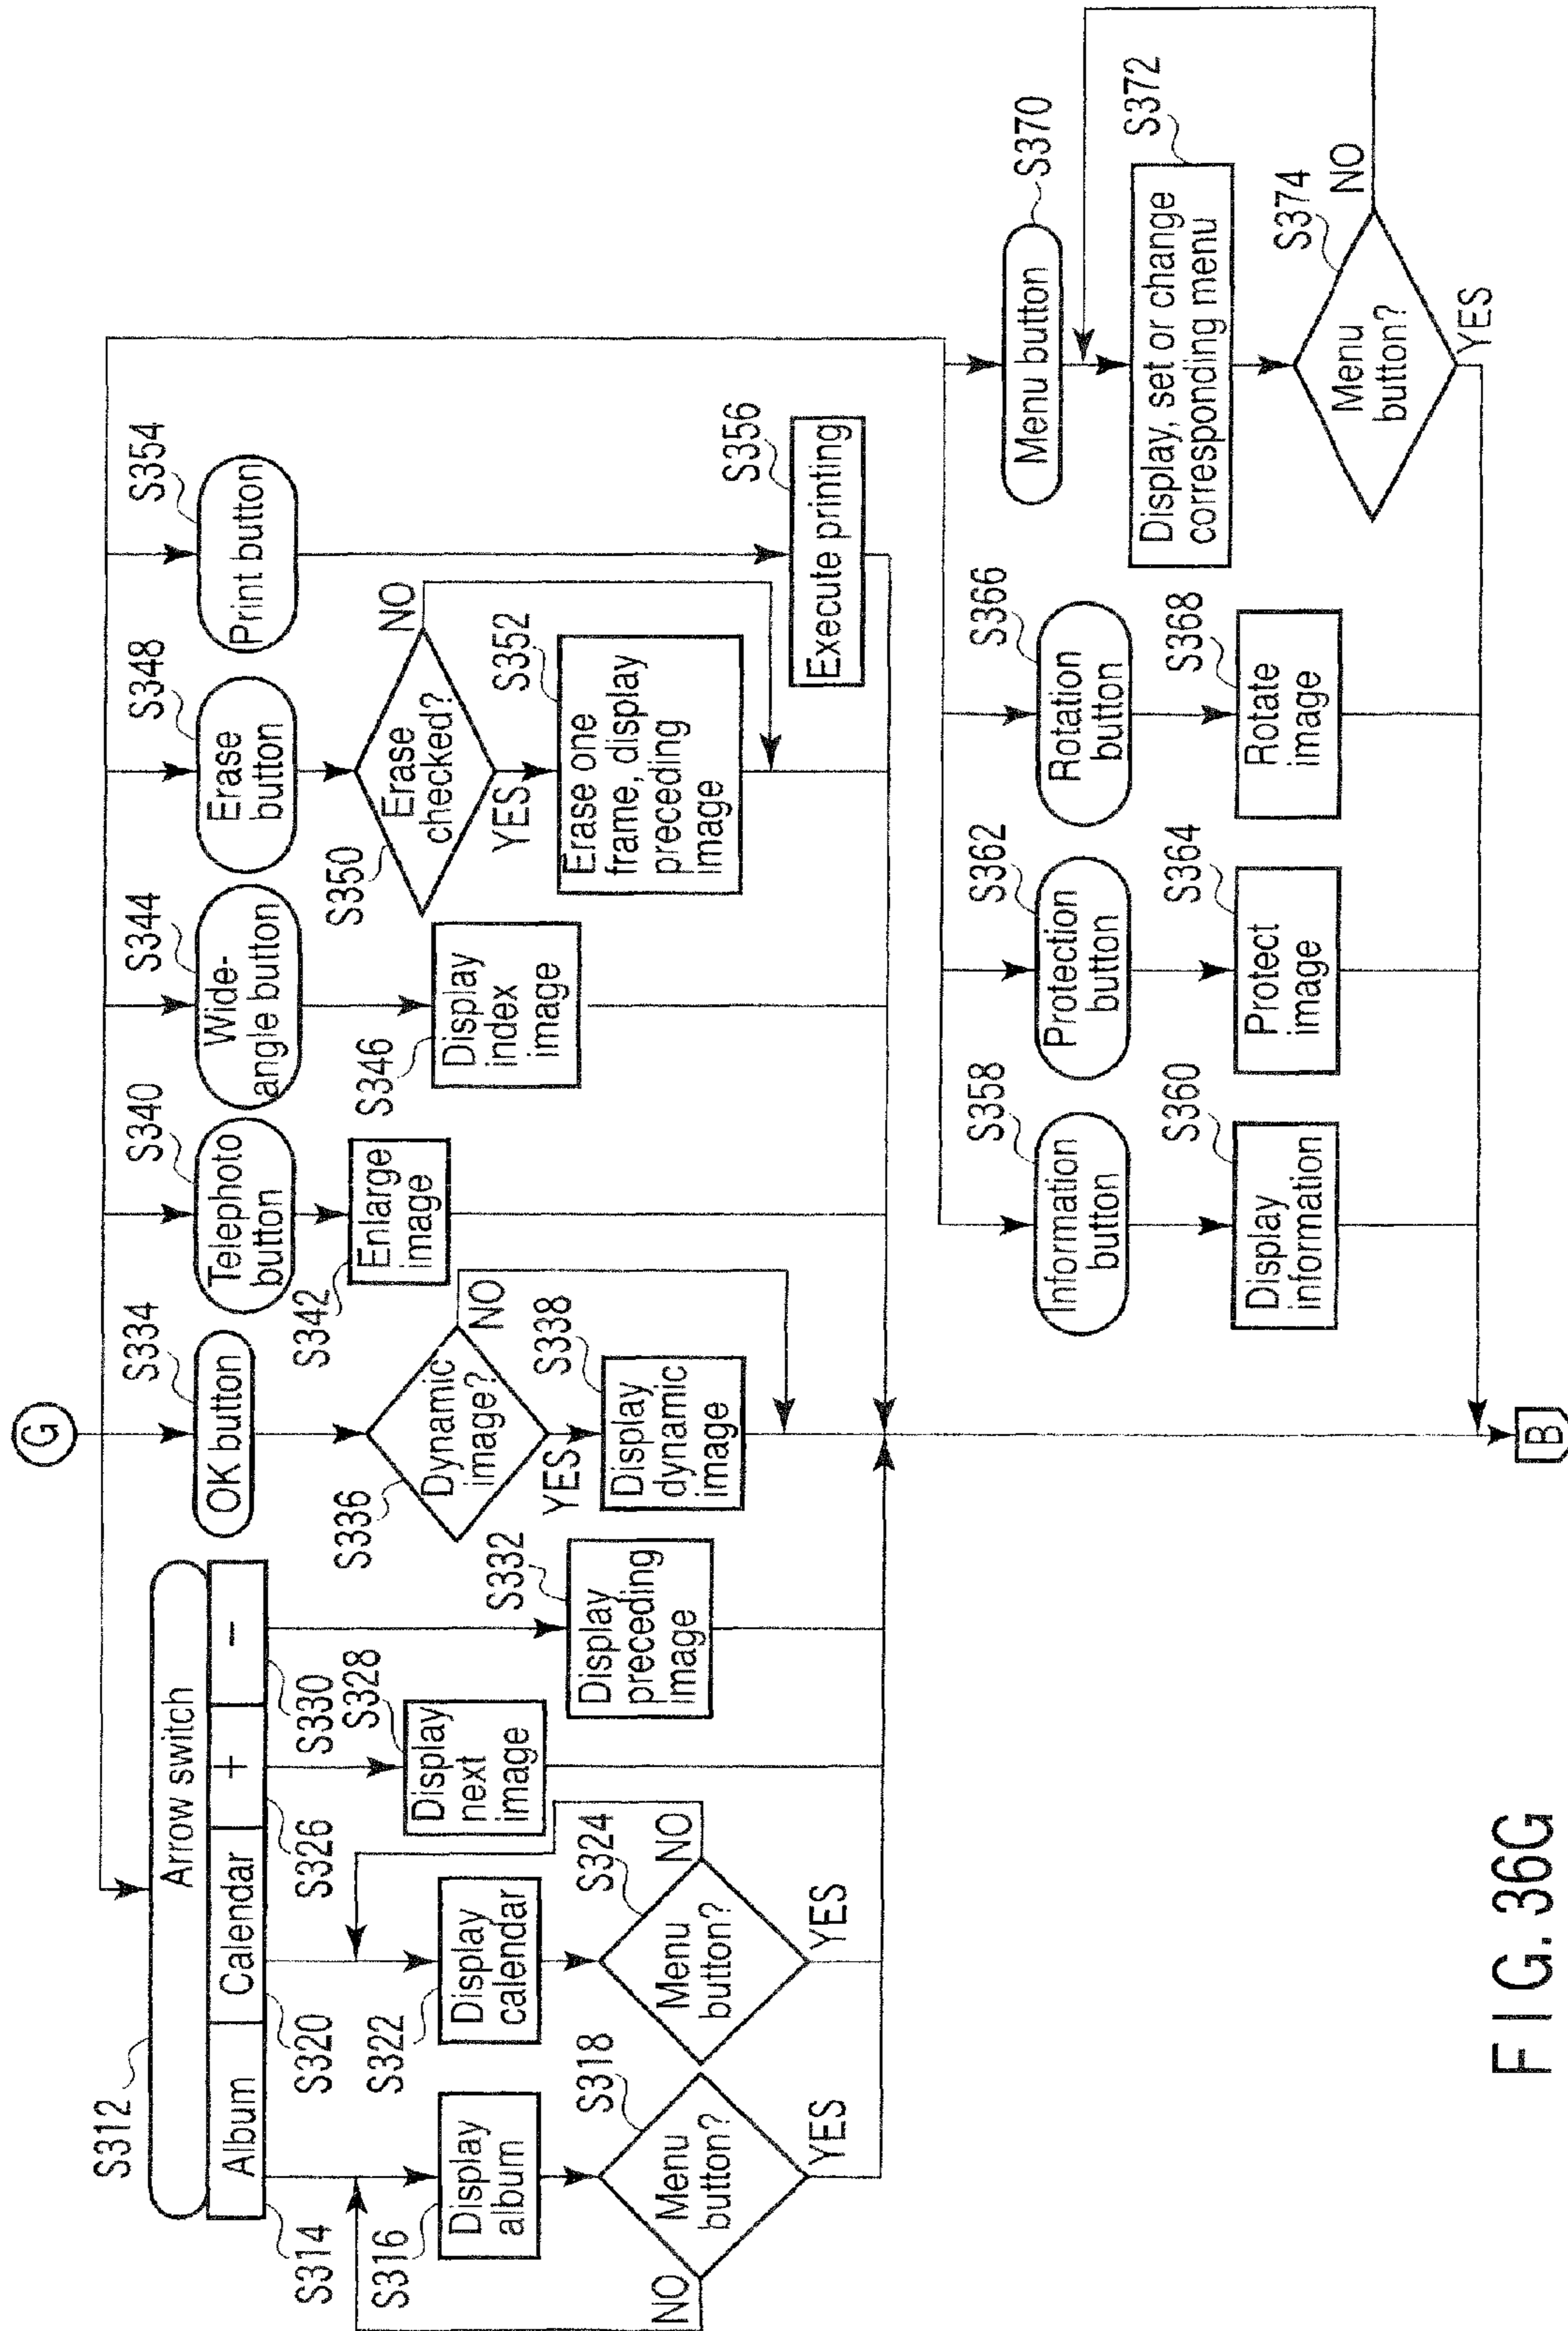 G
S312
Arrow switch
Album
Calendar
+
−
S314
S320
S326
S330
S316
Display
album
S322
Display
calendar
S328
Display
next
image
S332
Display
preceding
image
S318
Menu
button?
NO
YES
S324
Menu
button?
NO
YES
S334
OK button
S336
Dynamic
image?
NO
YES
S338
Display
dynamic
image
S340
Telephoto
button
S342
Enlarge
image
S344
Wide-
angle button
S346
Display
index
image
S348
Erase
button
S350
Erase
checked?
NO
YES
S352
Erase one
frame, display
preceding
image
S354
Print button
S356
Execute printing
S358
Information
button
S360
Display
information
S362
Protection
button
S364
Protect
image
S366
Rotation
button
S368
Rotate
image
S370
Menu button
S372
Display, set or change
corresponding menu
S374
Menu
button?
NO
YES
B
FIG. 36G